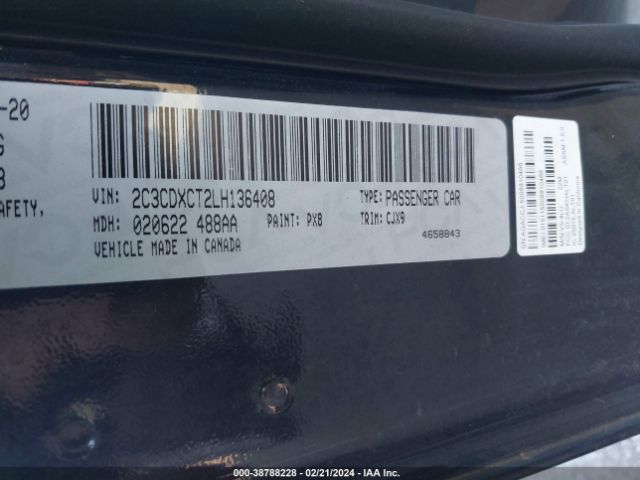 -20
G
8
AFETY,
VIN: 2C3CDXCT2LH136408 TYPE: PASSENGER CAR
MDH: 020622 488AA PAINT: PX8 TRIM: CJX9
VEHICLE MADE IN CANADA
4658843
000-38788228 - 02/21/2024 - IAA Inc.